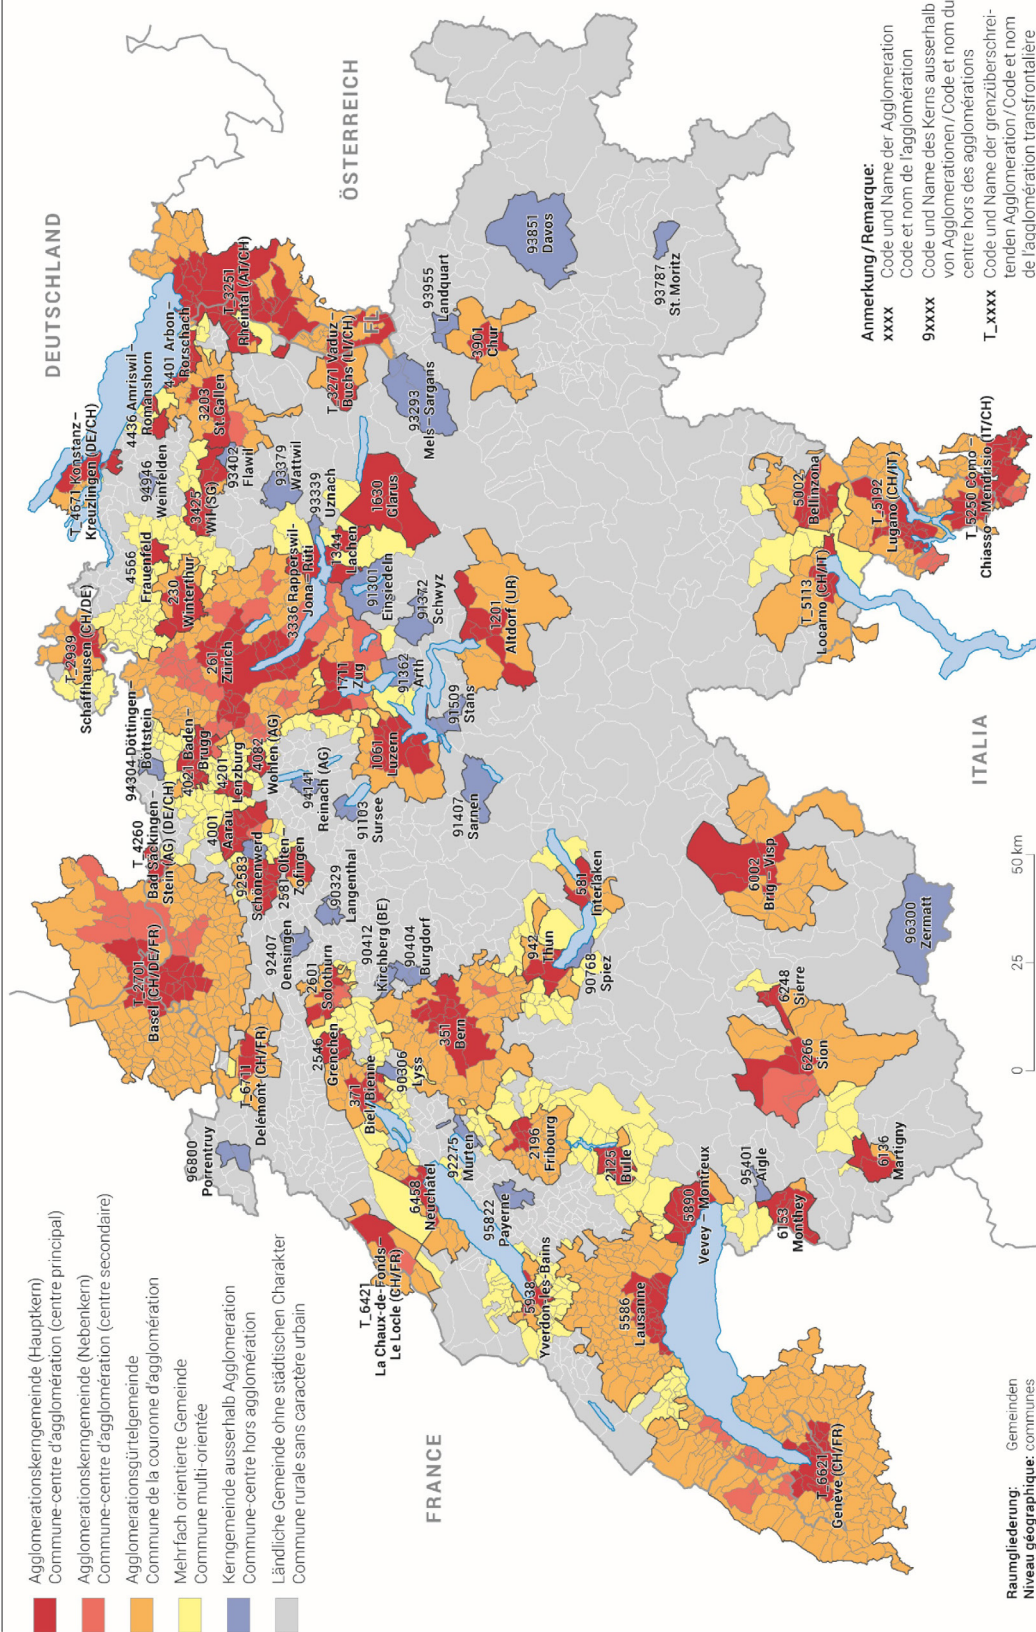 Agglomerationskerngemeinde (Hauptkern)
Commune-centre d'agglomération (centre principal)
Agglomerationskerngemeinde (Nebenkern)
Commune-centre d'agglomération (centre secondaire)
Agglomerationsgürtelgemeinde
Commune de la couronne d'agglomération
Mehrfach orientierte Gemeinde
Commune multi-orientée
Kerngemeinde ausserhalb Agglomeration
Commune-centre hors agglomération
Ländliche Gemeinde ohne städtischen Charakter
Commune rurale sans caractère urbain
DEUTSCHLAND
ÖSTERREICH
FRANCE
ITALIA
FL
T_2939
Schaffhausen (CH/DE)
T_4671 Konstanz –
Kreuzlingen (DE/CH)
4566
Frauenfeld
94946
Weinfelden
4436 Amriswil –
Romanshorn
4401 Arbon –
Rorschach
T_3251
Rheintal (AT/CH)
3203
St. Gallen
3425
Wil (SG)
93402
Flawil
93379
Wattwil
93339
Uznach
T_3271 Vaduz –
Buchs (LI/CH)
93293
Mels – Sargans
93955
Landquart
3901
Chur
93851
Davos
93787
St. Moritz
230
Winterthur
261
Zürich
3336 Rapperswil-
Jona – Rüti
1344
Lachen
1630
Glarus
91301
Einsiedeln
91372
Schwyz
91362
Arth
1711
Zug
1201
Altdorf (UR)
91509
Stans
1061
Luzern
91407
Sarnen
91103
Sursee
94141
Reinach (AG)
4082
Wohlen (AG)
4201
Lenzburg
4021 Baden –
Brugg
94304 Döttingen –
Böttstein
T_4260
Bad Säckingen –
Stein (AG) (DE/CH)
4001
Aarau
92583
Schönenwerd
2581 Olten –
Zofingen
T_2701
Basel (CH/DE/FR)
90329
Langenthal
92407
Oensingen
2601
Solothurn
90412
Kirchberg (BE)
90404
Burgdorf
T_6711
Delémont (CH/FR)
96800
Porrentruy
2546
Grenchen
371
Biel/Bienne
90306
Lyss
351
Bern
942
Thun
581
Interlaken
90768
Spiez
92275
Murten
2196
Fribourg
2125
Bulle
6458
Neuchâtel
T_6421
La Chaux-de-Fonds –
Le Locle (CH/FR)
95822
Payerne
5938
Yverdon-les-Bains
5586
Lausanne
5890
Vevey – Montreux
95401
Aigle
6153
Monthey
6136
Martigny
6266
Sion
6248
Sierre
6002
Brig – Visp
96300
Zermatt
T_6621
Genève (CH/FR)
T_5113
Locarno (CH/IT)
5002
Bellinzona
T_5192
Lugano (CH/IT)
T_5250 Como –
Chiasso – Mendrisio (IT/CH)
0 25 50 km
Anmerkung / Remarque:
xxxx Code und Name der Agglomeration
Code et nom de l'agglomération
9xxxx Code und Name des Kerns ausserhalb
von Agglomerationen / Code et nom du
centre hors des agglomérations
T_xxxx Code und Name der grenzüberschrei-
tenden Agglomeration / Code et nom
de l'agglomération transfrontalière
Raumgliederung: Gemeinden
Niveau géographique: communes